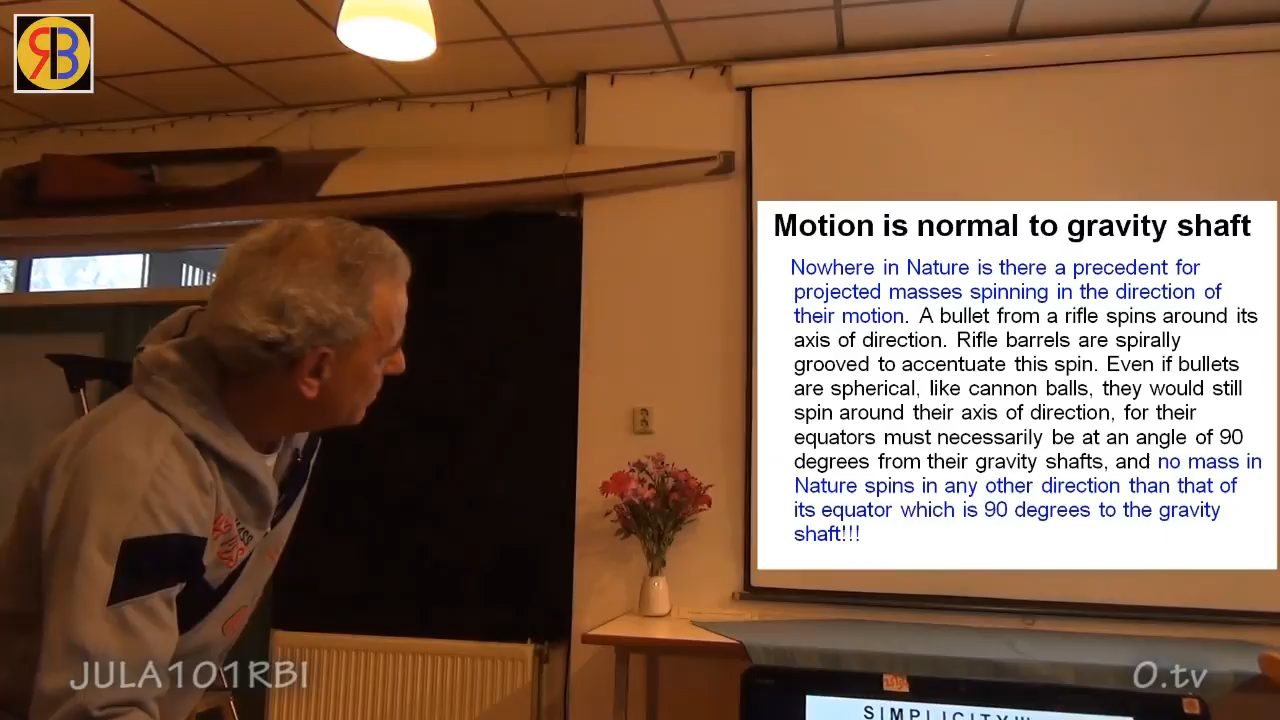 RB
Motion is normal to gravity shaft
Nowhere in Nature is there a precedent for
projected masses spinning in the direction of
their motion. A bullet from a rifle spins around its
axis of direction. Rifle barrels are spirally
grooved to accentuate this spin. Even if bullets
are spherical, like cannon balls, they would still
spin around their axis of direction, for their
equators must necessarily be at an angle of 90
degrees from their gravity shafts, and no mass in
Nature spins in any other direction than that of
its equator which is 90 degrees to the gravity
shaft!!!
JULA101RBI
O.tv
SIMPLICITY!!!